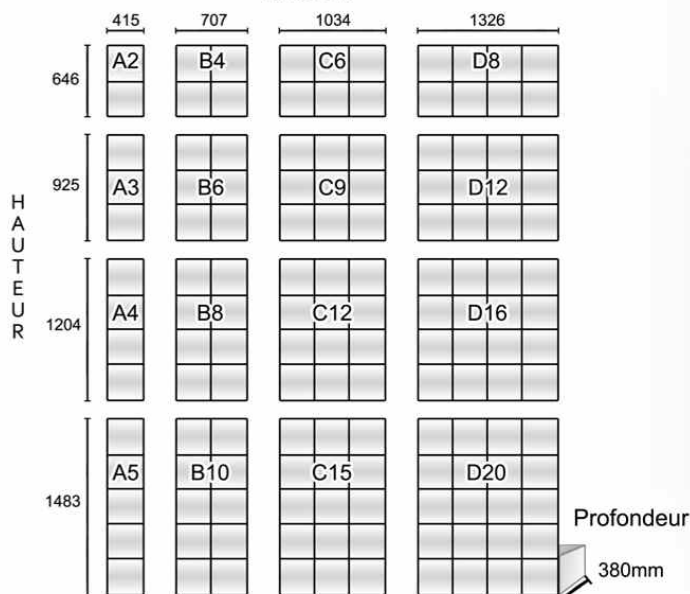 415 707 1034 1326
646 A2 B4 C6 D8
HAUTEUR
925 A3 B6 C9 D12
1204 A4 B8 C12 D16
1483 A5 B10 C15 D20
Profondeur
380mm